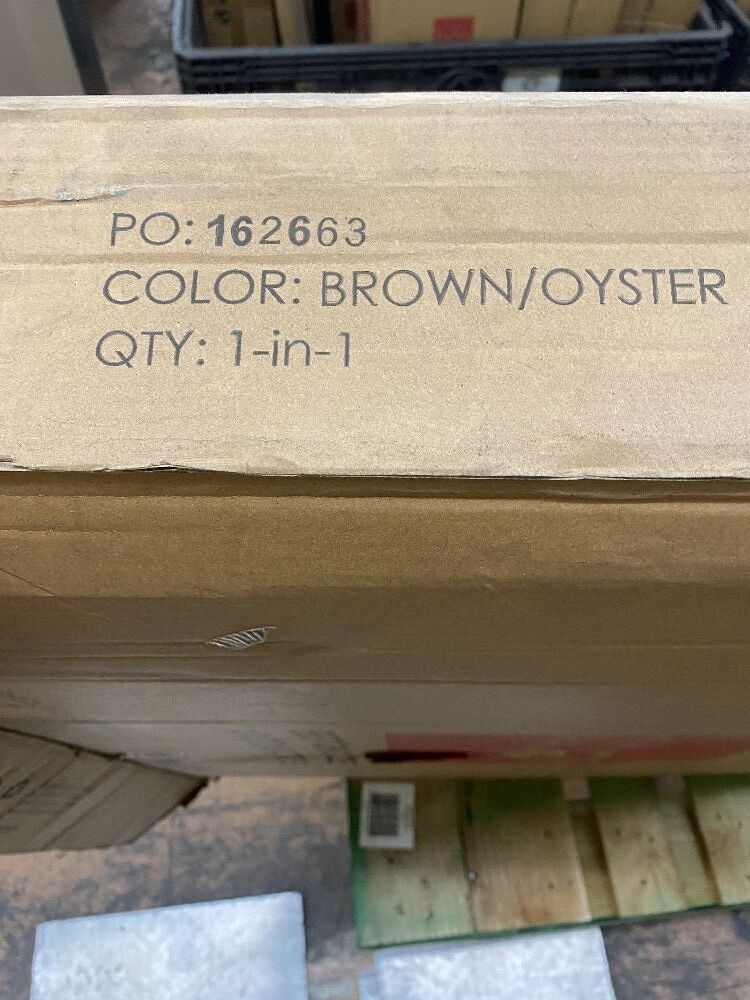 PO: 162663
COLOR: BROWN/OYSTER
QTY: 1-in-1